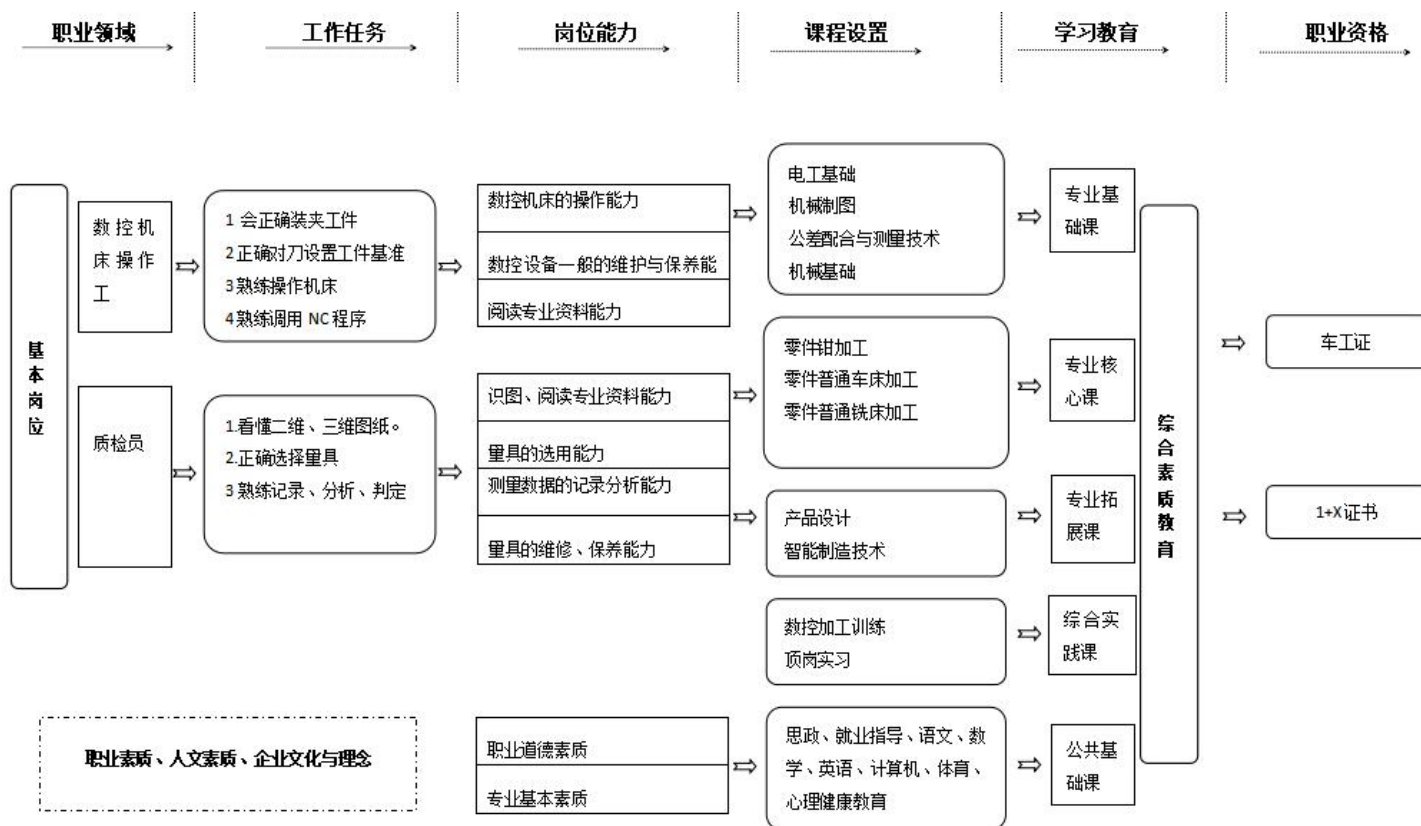 职业领域
工作任务
岗位能力
课程设置
学习教育
职业资格
基本岗位
数控机
床操作
工
1 会正确装夹工件
2正确对刀设置工件基准
3熟练操作机床
4熟练调用 NC 程序
数控机床的操作能力
数控设备一般的维护与保养能
阅读专业资料能力
电工基础
机械制图
公差配合与测量技术
机械基础
专业基
础课
质检员
1.看懂二维、三维图纸。
2.正确选择量具
3 熟练记录、分析、判定
识图、阅读专业资料能力
量具的选用能力
测量数据的记录分析能力
量具的维修、保养能力
零件钳加工
零件普通车床加工
零件普通铣床加工
专业核
心课
产品设计
智能制造技术
专业拓
展课
数控加工训练
顶岗实习
综合实
践课
职业素质、人文素质、企业文化与理念
职业道德素质
专业基本素质
思政、就业指导、语文、数
学、英语、计算机、体育、
心理健康教育
公共基
础课
综合素质教育
车工证
1+X证书